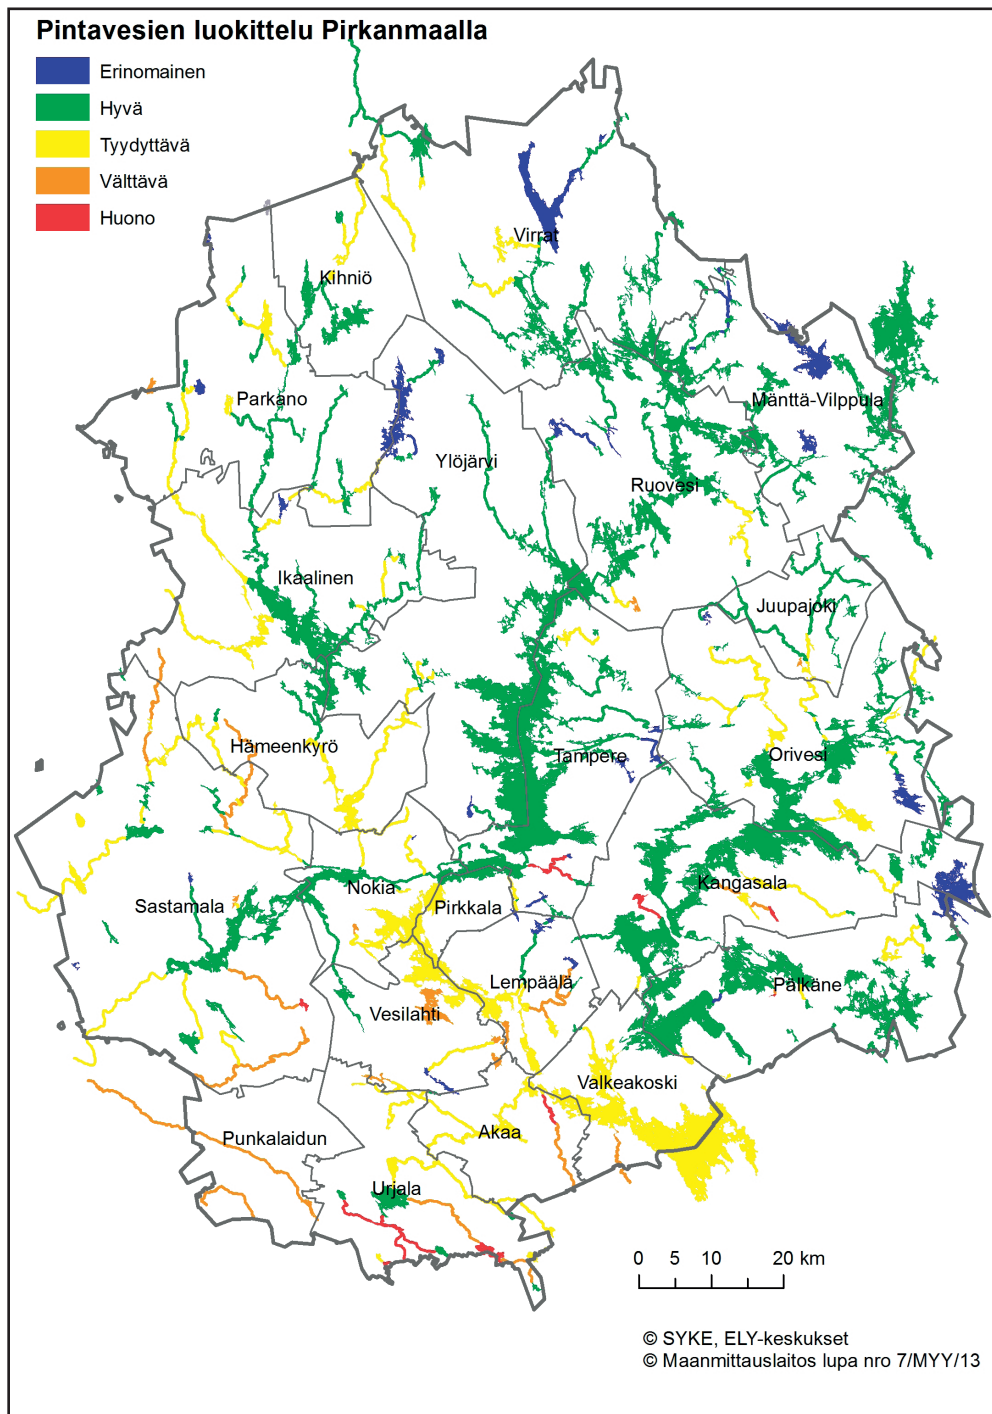 Pintavesien luokittelu Pirkanmaalla
Erinomainen
Hyvä
Tyydyttävä
Välttävä
Huono
Virrat
Kihniö
Parkano
Mänttä-Vilppula
Ylöjärvi
Ruovesi
Ikaalinen
Juupajoki
Hämeenkyrö
Tampere
Orivesi
Nokia
Kangasala
Sastamala
Pirkkala
Lempäälä
Pälkäne
Vesilahti
Valkeakoski
Punkalaidun
Akaa
Urjala
0 5 10 20 km
© SYKE, ELY-keskukset
© Maanmittauslaitos lupa nro 7/MYY/13